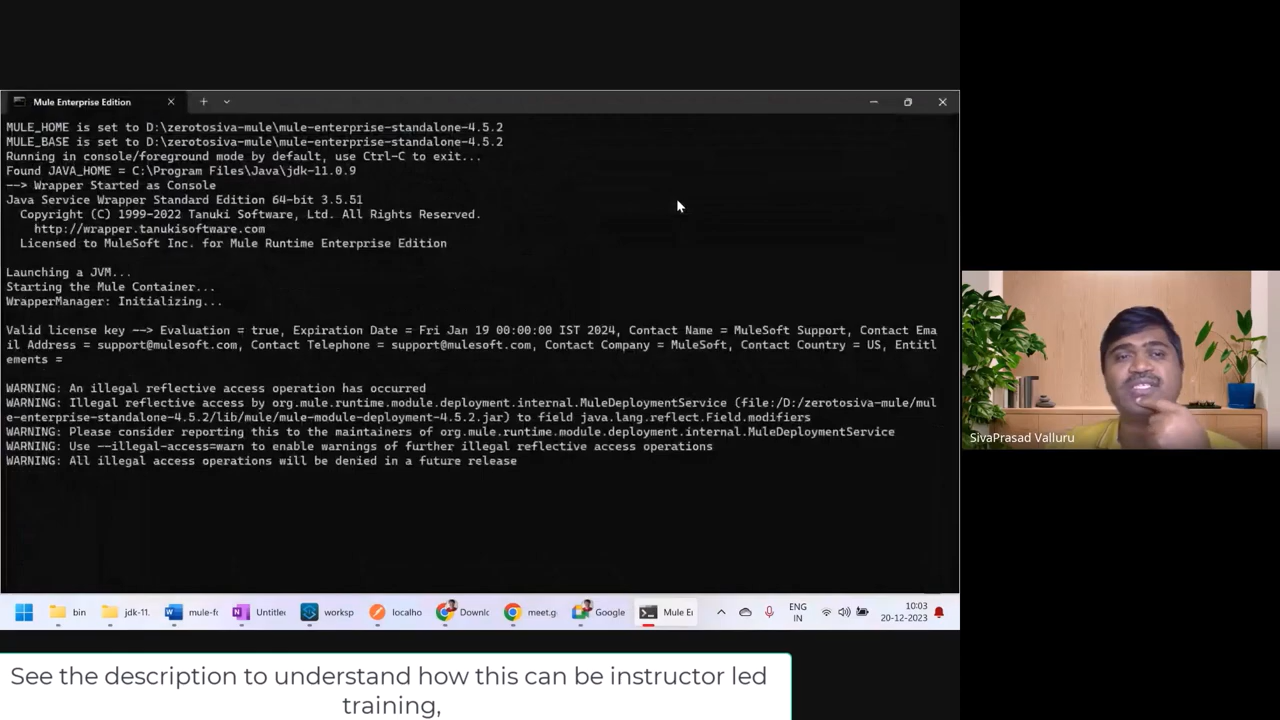 Mule Enterprise Edition
MULE_HOME is set to D:\zerotosiva-mule\mule-enterprise-standalone-4.5.2
MULE_BASE is set to D:\zerotosiva-mule\mule-enterprise-standalone-4.5.2
Running in console/foreground mode by default, use Ctrl-C to exit...
Found JAVA_HOME = C:\Program Files\Java\jdk-11.0.9
--> Wrapper Started as Console
Java Service Wrapper Standard Edition 64-bit 3.5.51
Copyright (C) 1999-2022 Tanuki Software, Ltd. All Rights Reserved.
http://wrapper.tanukisoftware.com
Licensed to MuleSoft Inc. for Mule Runtime Enterprise Edition
Launching a JVM...
Starting the Mule Container...
WrapperManager: Initializing...
Valid license key --> Evaluation = true, Expiration Date = Fri Jan 19 00:00:00 IST 2024, Contact Name = MuleSoft Support, Contact Ema
il Address = support@mulesoft.com, Contact Telephone = support@mulesoft.com, Contact Company = MuleSoft, Contact Country = US, Entitl
ements =
WARNING: An illegal reflective access operation has occurred
WARNING: Illegal reflective access by org.mule.runtime.module.deployment.internal.MuleDeploymentService (file:/D:/zerotosiva-mule/mul
e-enterprise-standalone-4.5.2/lib/mule/mule-module-deployment-4.5.2.jar) to field java.lang.reflect.Field.modifiers
WARNING: Please consider reporting this to the maintainers of org.mule.runtime.module.deployment.internal.MuleDeploymentService
WARNING: Use --illegal-access=warn to enable warnings of further illegal reflective access operations
WARNING: All illegal access operations will be denied in a future release
SivaPrasad Valluru
bin jdk-11. mule-fo Untitle worksp localho Downlo meet.g Google Mule En ENG 10:03
IN 20-12-2023
See the description to understand how this can be instructor led
training,